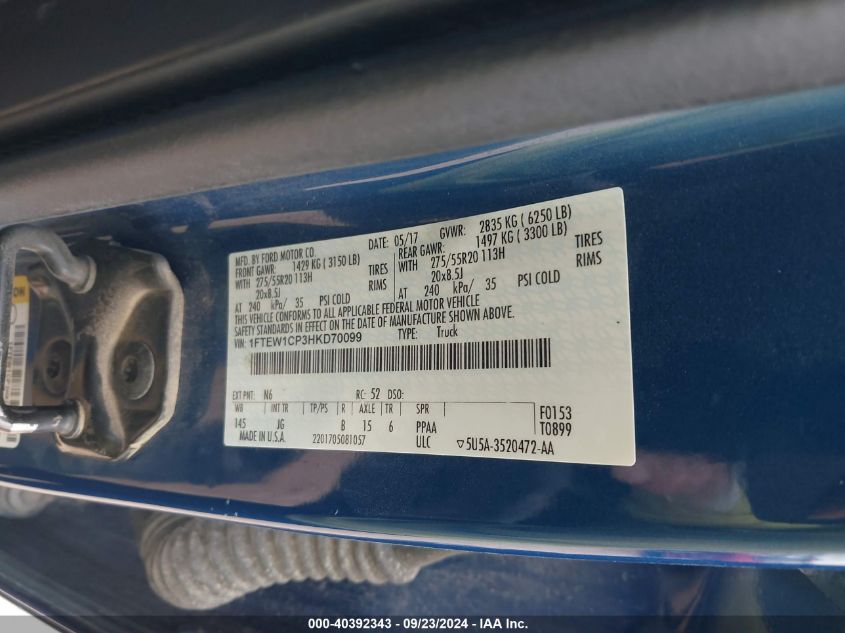 MFD. BY FORD MOTOR CO.
DATE: 05/17 GVWR: 2835 KG ( 6250 LB)
FRONT GAWR: 1429 KG ( 3150 LB)
REAR GAWR: 1497 KG ( 3300 LB)
WITH 275/55R20 113H TIRES
WITH 275/55R20 113H TIRES
20x8.5J RIMS
20x8.5J RIMS
AT 240 kPa/ 35 PSI COLD
AT 240 kPa/ 35 PSI COLD
THIS VEHICLE CONFORMS TO ALL APPLICABLE FEDERAL MOTOR VEHICLE
SAFETY STANDARDS IN EFFECT ON THE DATE OF MANUFACTURE SHOWN ABOVE.
VIN: 1FTEW1CP3HKD70099 TYPE: Truck
EXT PNT: N6 RC: 52 DSO:
WB INT TR TP/PS R AXLE TR SPR
145 JG B 15 6 PPAA
F0153
T0899
MADE IN U.S.A. 2201705081057 ULC ▽5U5A-3520472-AA
000-40392343 / 09/23/2024 - IAA Inc.